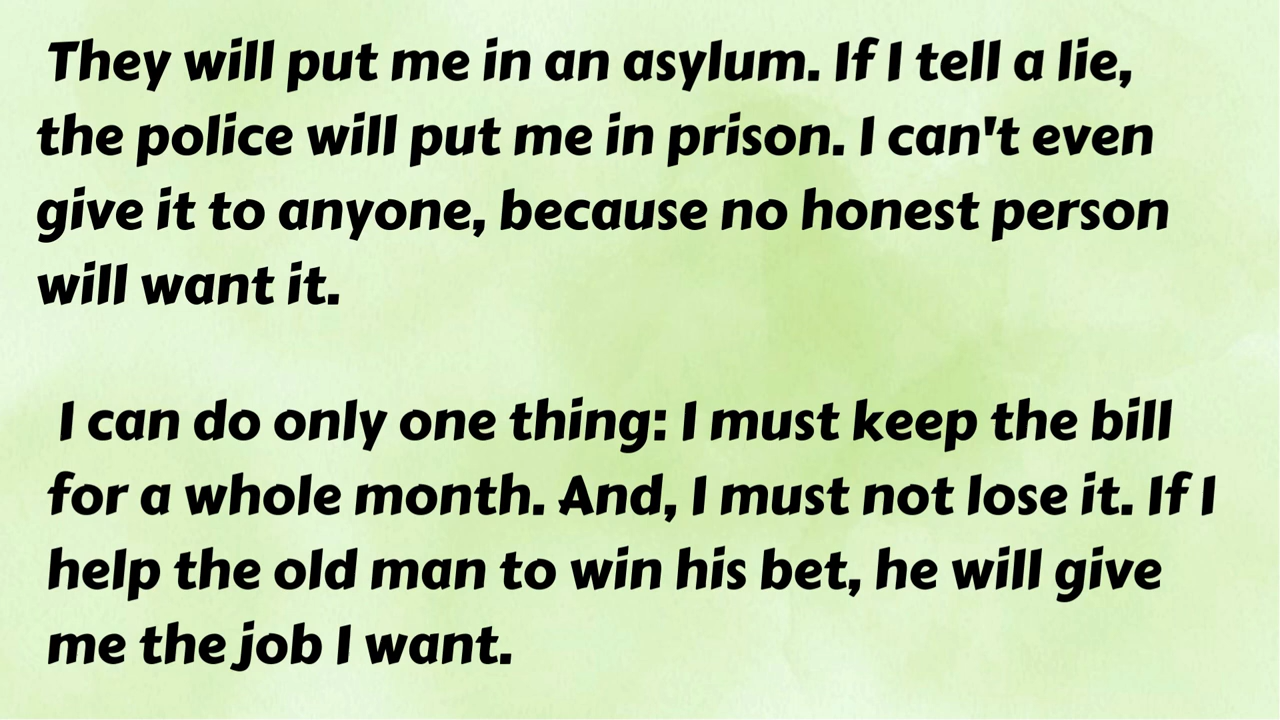 They will put me in an asylum. If I tell a lie,
the police will put me in prison. I can't even
give it to anyone, because no honest person
will want it.
I can do only one thing: I must keep the bill
for a whole month. And, I must not lose it. If I
help the old man to win his bet, he will give
me the job I want.